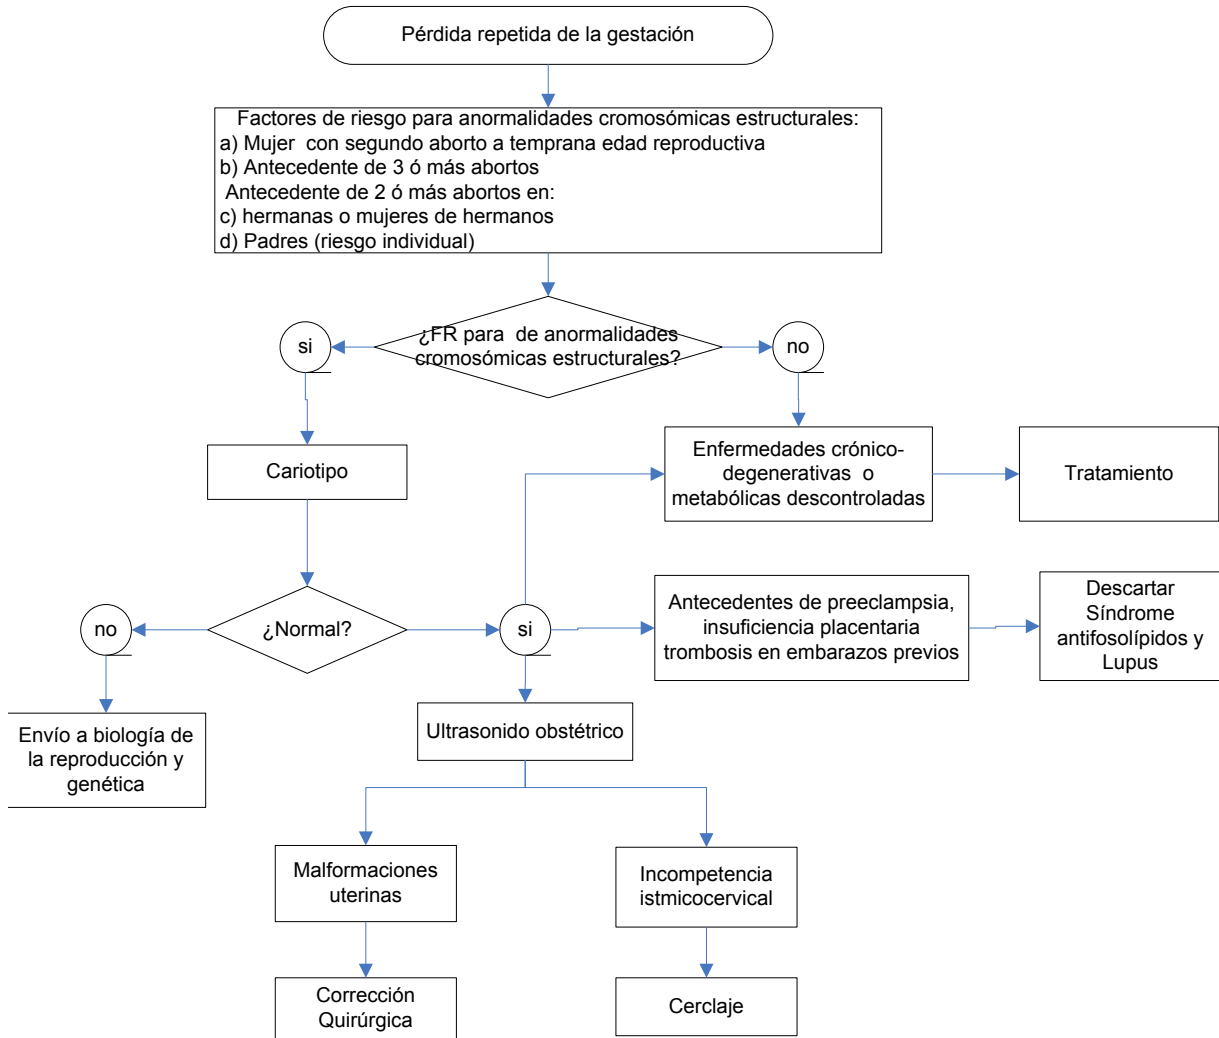 Pérdida repetida de la gestación
Factores de riesgo para anormalidades cromosómicas estructurales:
a) Mujer con segundo aborto a temprana edad reproductiva
b) Antecedente de 3 ó más abortos
Antecedente de 2 ó más abortos en:
c) hermanas o mujeres de hermanos
d) Padres (riesgo individual)
¿FR para de anormalidades
cromosómicas estructurales?
si
no
Cariotipo
Enfermedades crónico-
degenerativas o
metabólicas descontroladas
Tratamiento
¿Normal?
no
si
Antecedentes de preeclampsia,
insuficiencia placentaria
trombosis en embarazos previos
Descartar
Síndrome
antifosolípidos y
Lupus
Envío a biología de
la reproducción y
genética
Ultrasonido obstétrico
Malformaciones
uterinas
Incompetencia
istmicocervical
Corrección
Quirúrgica
Cerclaje